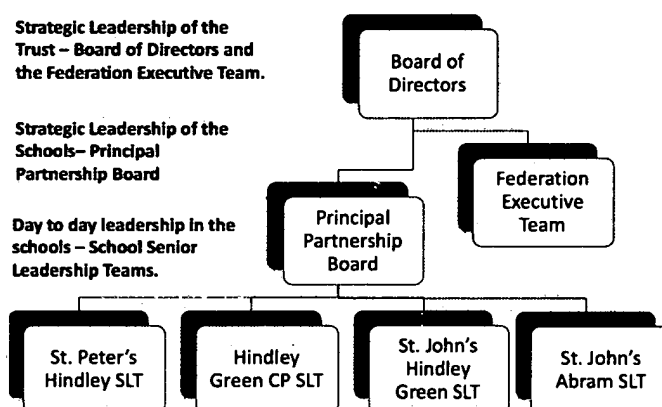 Strategic Leadership of the
Trust – Board of Directors and
the Federation Executive Team.
Board of
Directors
Strategic Leadership of the
Schools– Principal
Partnership Board
Federation
Executive
Team
Principal
Partnership
Board
Day to day leadership in the
schools – School Senior
Leadership Teams.
St. Peter's
Hindley SLT
Hindley
Green CP SLT
St. John's
Hindley
Green SLT
St. John's
Abram SLT